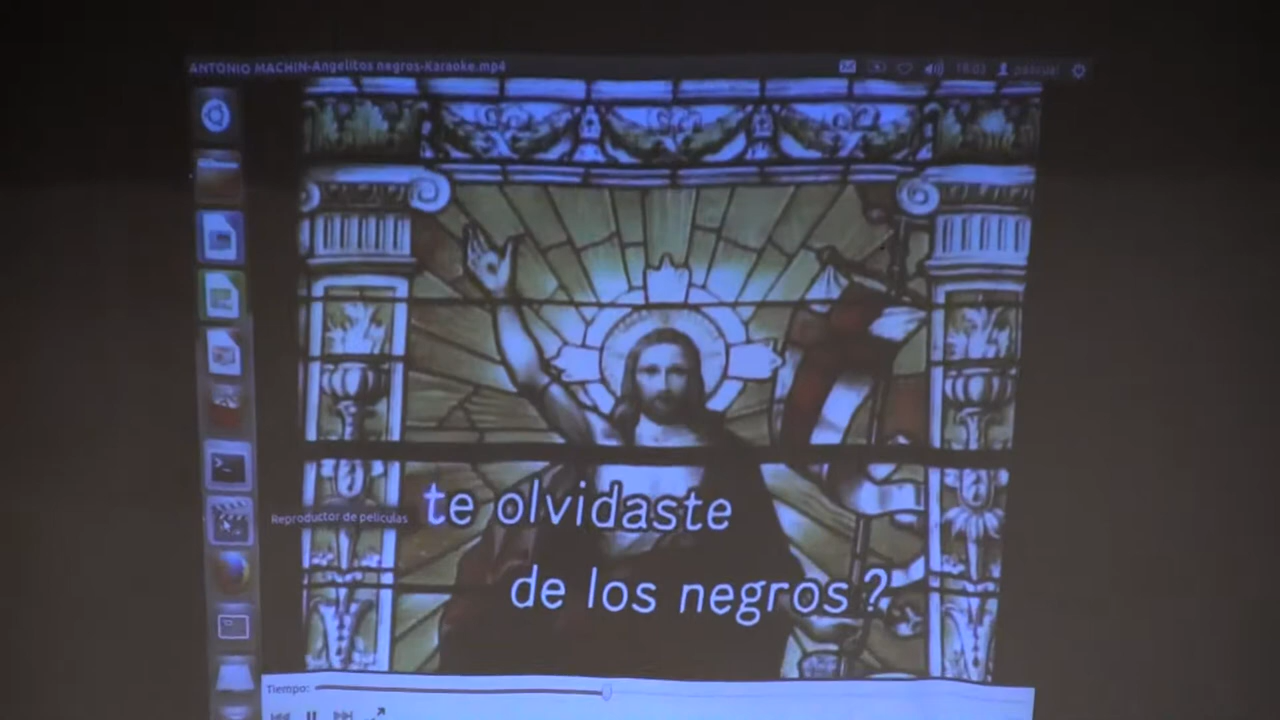 ANTONIO MACHIN-Angelitos negros-Karaoke.mp4
te olvidaste
Reproductor de películas
de los negros?
Tiempo: